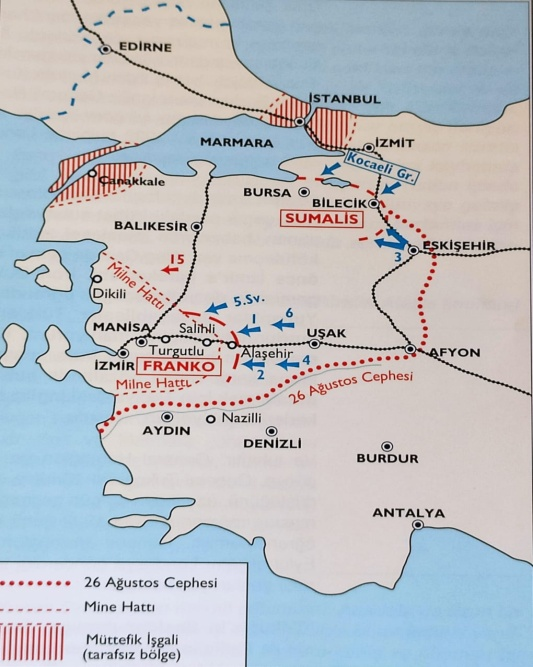 EDİRNE
İSTANBUL
MARMARA
İZMİT
Kocaeli Gr.
Çanakkale
BURSA
BİLECİK
SUMALİS
BALIKESİR
ESKİŞEHİR
3
15
Milne Hattı
Dikili
5.Sv.
1
6
MANİSA
Salihli
UŞAK
Turgutlu
Alaşehir
AFYON
İZMİR
FRANKO
2
4
Milne Hattı
26 Ağustos Cephesi
AYDIN
Nazilli
DENİZLİ
BURDUR
ANTALYA
26 Ağustos Cephesi
Mine Hattı
Müttefik İşgali
(tarafsız bölge)